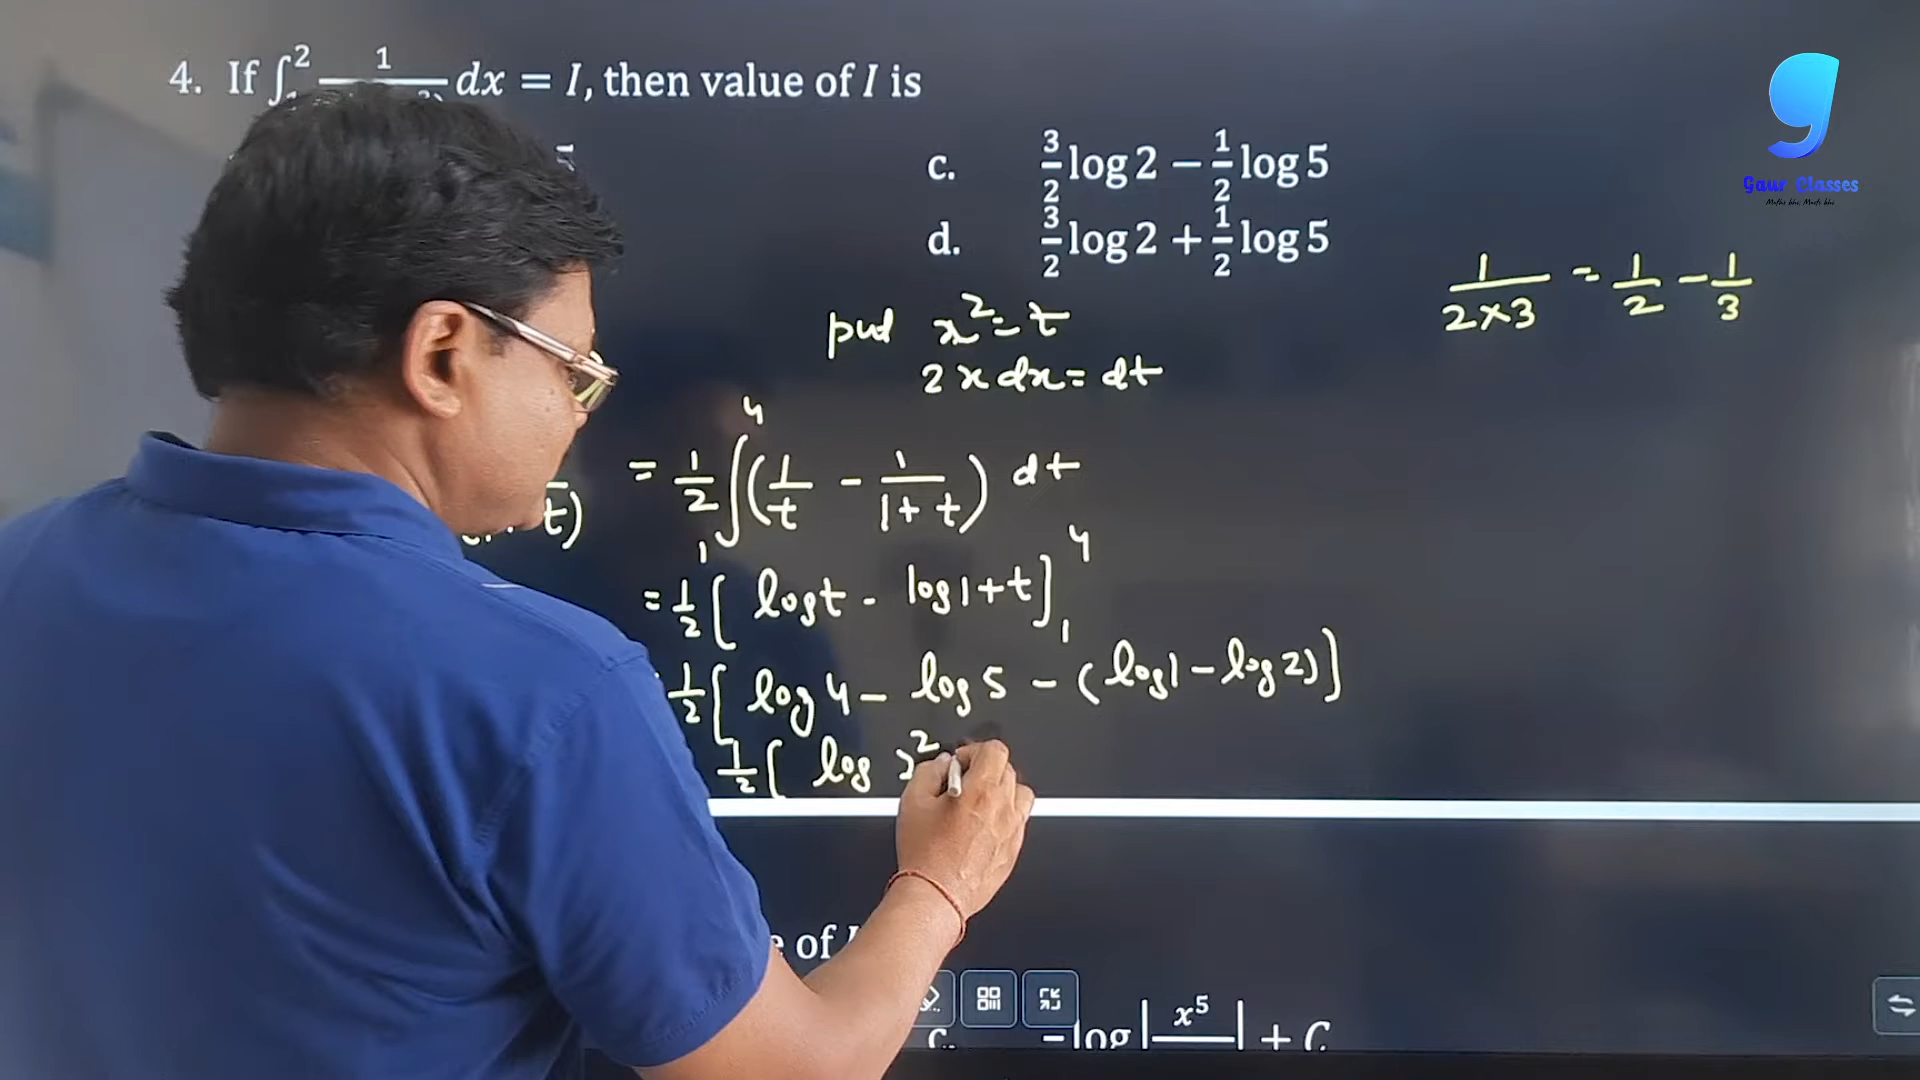 4. If ∫ 2 1 dx = I, then value of I is
c. 3/2 log 2 − 1/2 log 5
d. 3/2 log 2 + 1/2 log 5
g
Gaur Classes
1/(2×3) = 1/2 − 1/3
put x² = t
2x dx = dt
t)
= 1/2 ∫₁⁴ (1/t − 1/(1+t)) dt
= 1/2 [log t − log 1+t]₁⁴
1/2 [log 4 − log 5 − (log 1 − log 2)]
1/2 [log 2²
of
c. −log |x⁵| + C